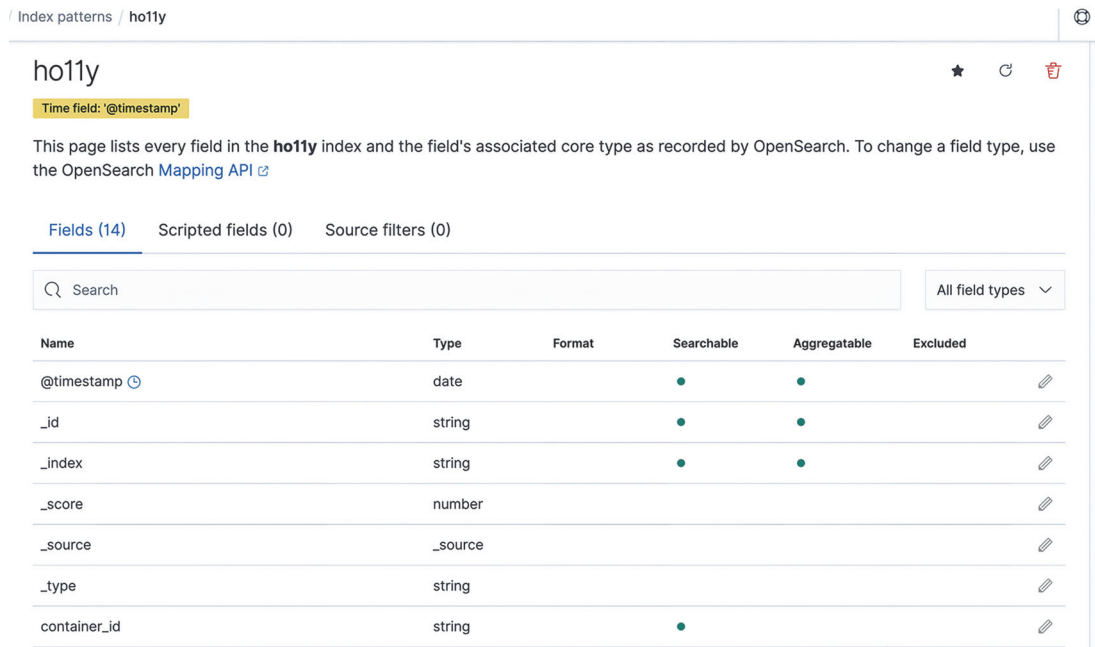 / Index patterns / ho11y
ho11y
Time field: '@timestamp'
This page lists every field in the ho11y index and the field's associated core type as recorded by OpenSearch. To change a field type, use
the OpenSearch Mapping API
Fields (14) Scripted fields (0) Source filters (0)
Search All field types
Name Type Format Searchable Aggregatable Excluded
@timestamp date
_id string
_index string
_score number
_source _source
_type string
container_id string